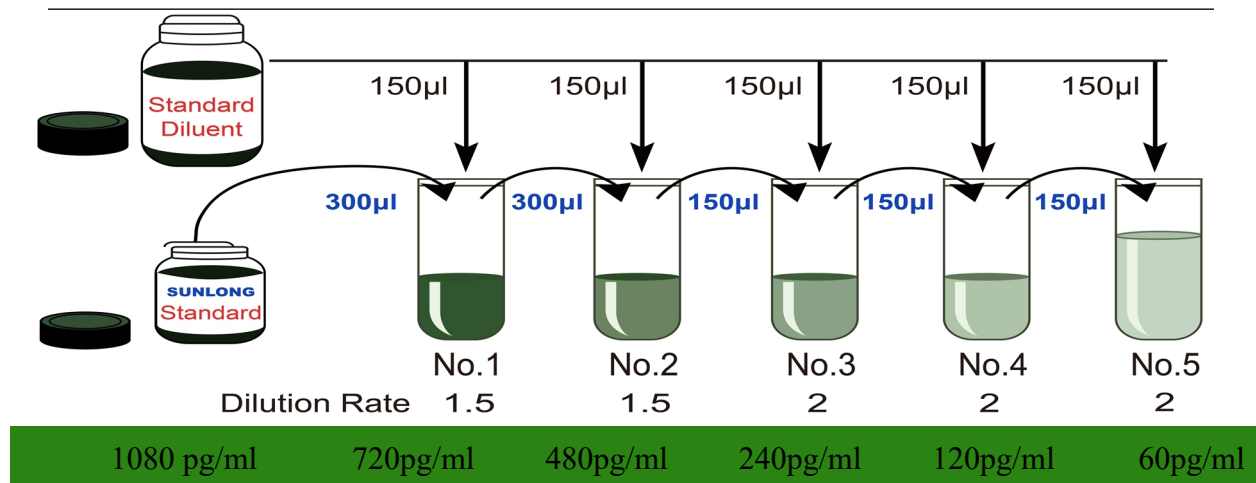 150µl 150µl 150µl 150µl 150µl
Standard
Diluent
300µl 300µl 150µl 150µl 150µl
SUNLONG
Standard
No.1 No.2 No.3 No.4 No.5
Dilution Rate 1.5 1.5 2 2 2
1080 pg/ml 720pg/ml 480pg/ml 240pg/ml 120pg/ml 60pg/ml